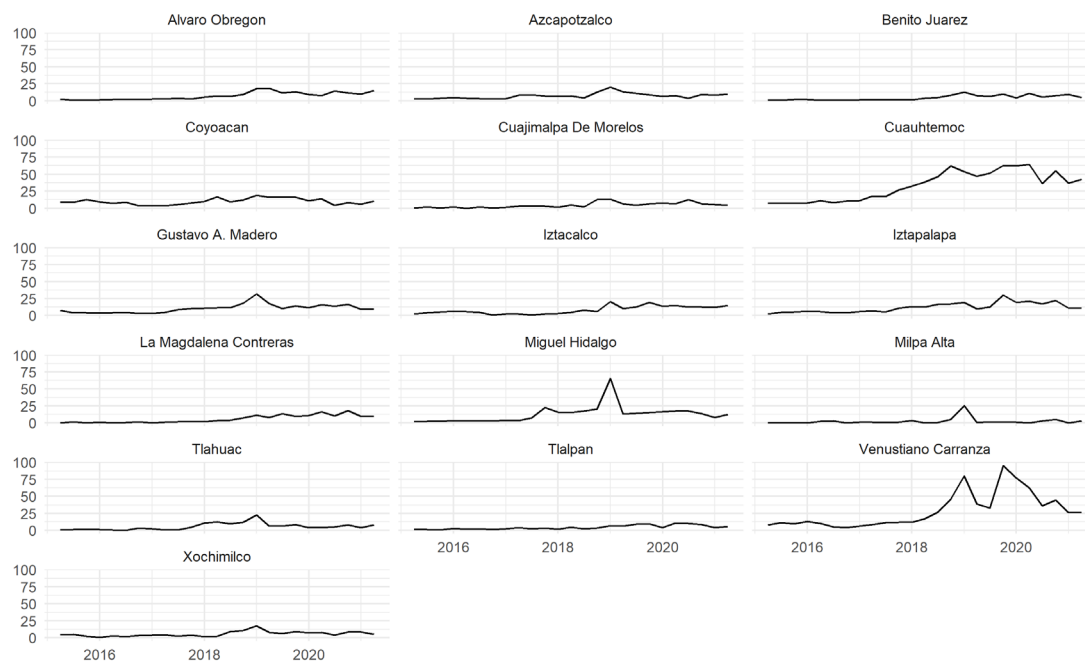 Alvaro Obregon
Azcapotzalco
Benito Juarez
100
75
50
25
0
Coyoacan
Cuajimalpa De Morelos
Cuauhtemoc
100
75
50
25
0
Gustavo A. Madero
Iztacalco
Iztapalapa
100
75
50
25
0
La Magdalena Contreras
Miguel Hidalgo
Milpa Alta
100
75
50
25
0
Tlahuac
Tlalpan
Venustiano Carranza
100
75
50
25
0
2016 2018 2020
2016 2018 2020
Xochimilco
100
75
50
25
0
2016 2018 2020